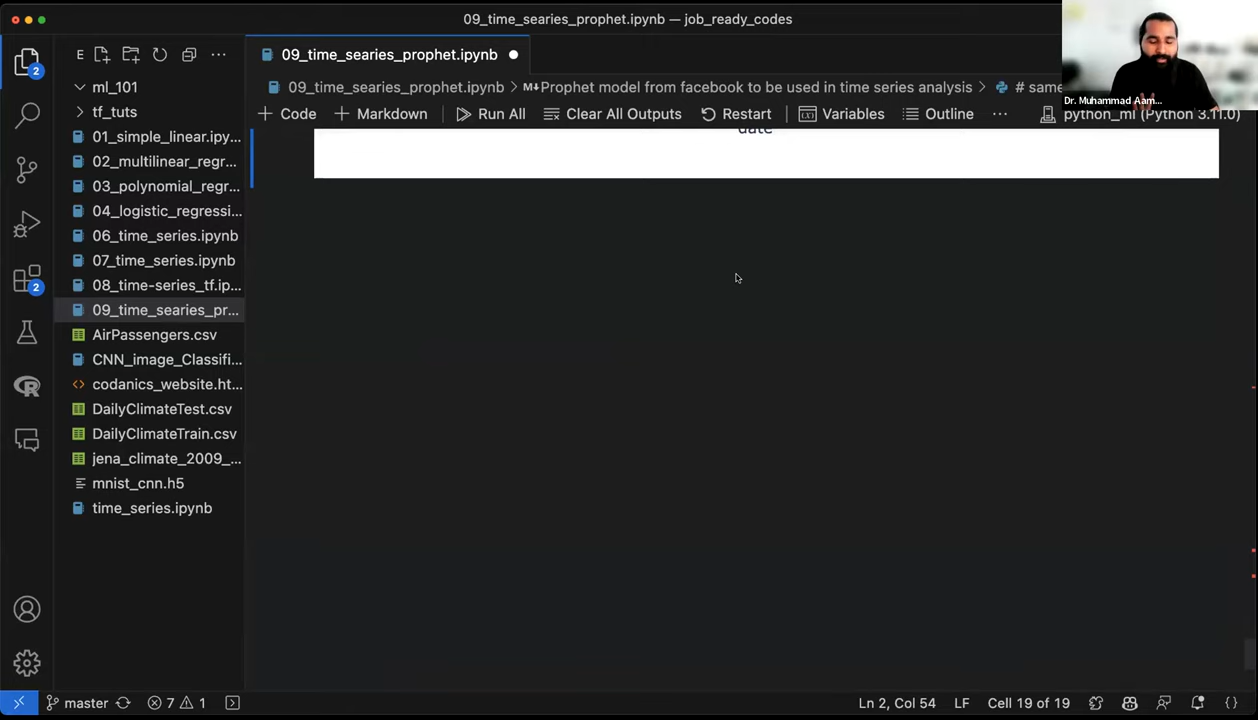 09_time_searies_prophet.ipynb — job_ready_codes
E
09_time_searies_prophet.ipynb
Dr. Muhammad Aam...
2
ml_101
09_time_searies_prophet.ipynb > M↓Prophet model from facebook to be used in time series analysis > # same
tf_tuts
+ Code + Markdown Run All Clear All Outputs Restart Variables Outline ... python_ml (Python 3.11.0)
date
01_simple_linear.ipy...
02_multilinear_regr...
03_polynomial_regr...
04_logistic_regressi...
06_time_series.ipynb
07_time_series.ipynb
08_time-series_tf.ip...
2
09_time_searies_pr...
AirPassengers.csv
CNN_image_Classifi...
R
codanics_website.ht...
DailyClimateTest.csv
DailyClimateTrain.csv
jena_climate_2009_...
mnist_cnn.h5
time_series.ipynb
master 7 1 Ln 2, Col 54 LF Cell 19 of 19